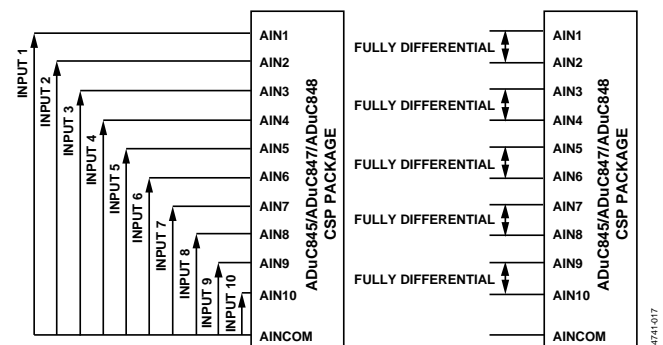 INPUT 1
INPUT 2
INPUT 3
INPUT 4
INPUT 5
INPUT 6
INPUT 7
INPUT 8
INPUT 9
INPUT 10
AIN1
AIN2
AIN3
AIN4
AIN5
AIN6
AIN7
AIN8
AIN9
AIN10
AINCOM
ADuC845/ADuC847/ADuC848
CSP PACKAGE
FULLY DIFFERENTIAL
FULLY DIFFERENTIAL
FULLY DIFFERENTIAL
FULLY DIFFERENTIAL
FULLY DIFFERENTIAL
AIN1
AIN2
AIN3
AIN4
AIN5
AIN6
AIN7
AIN8
AIN9
AIN10
AINCOM
ADuC845/ADuC847/ADuC848
CSP PACKAGE
4741-017